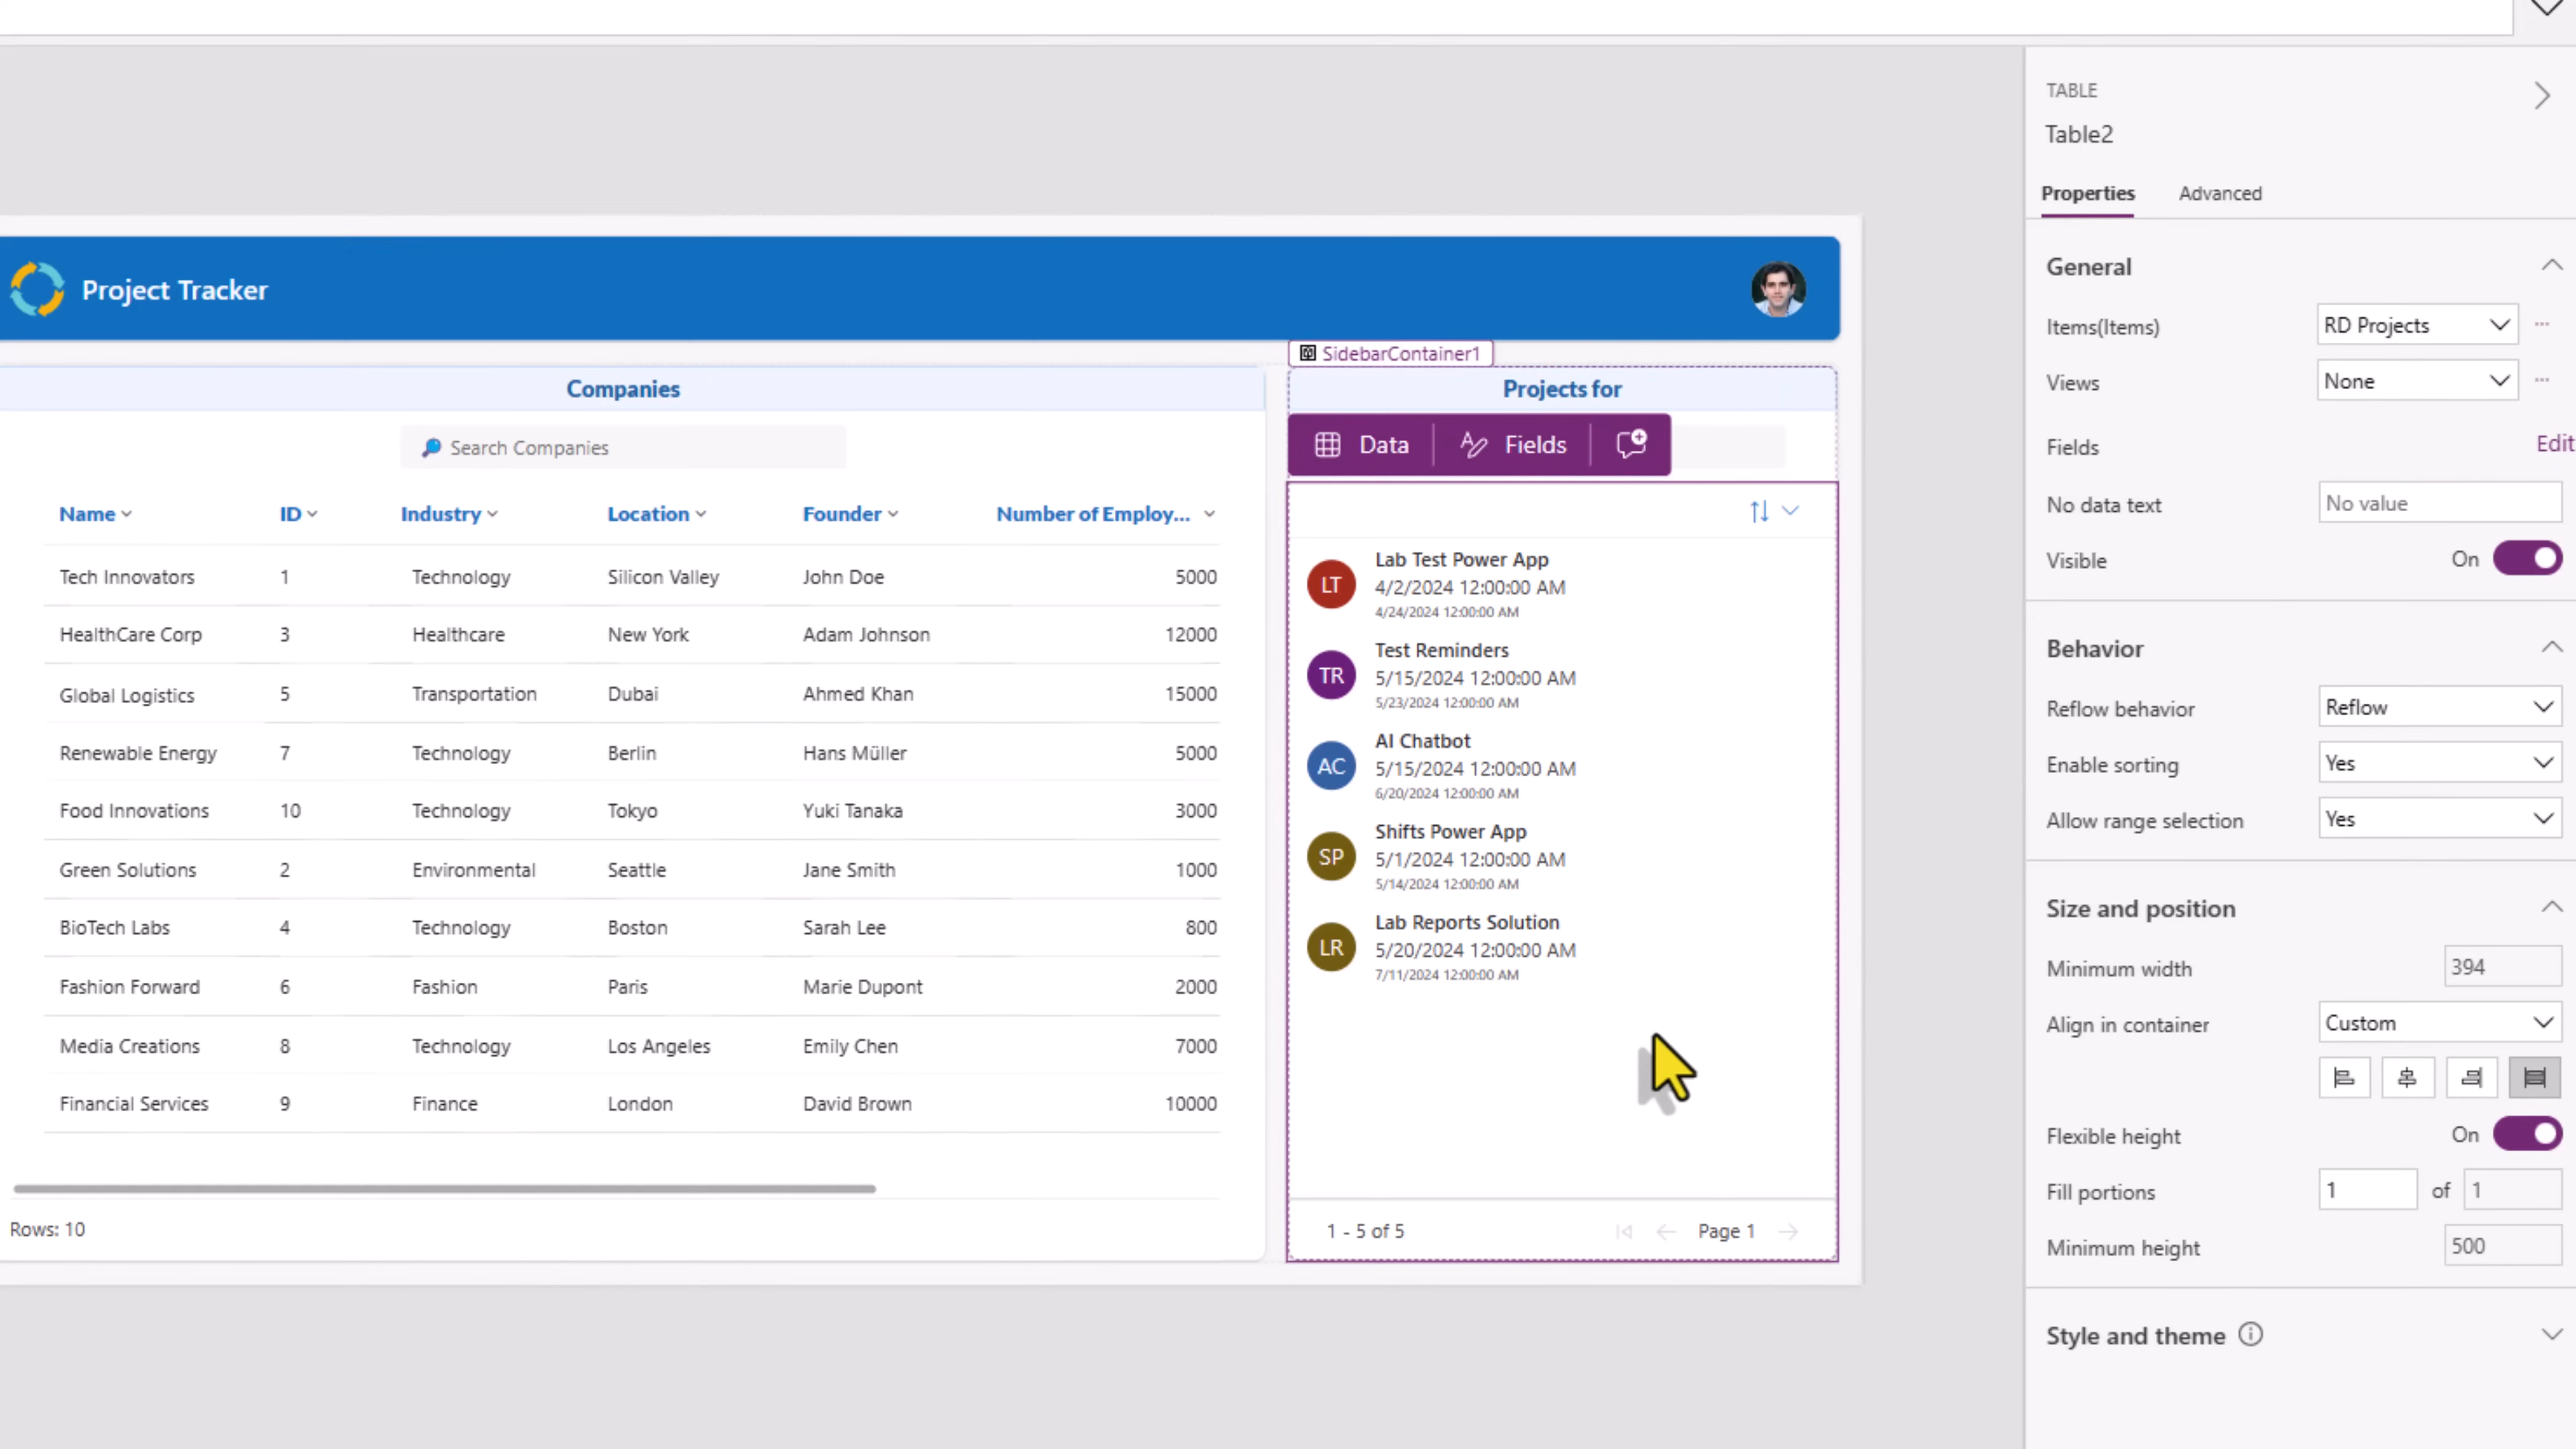 TABLE
Table2
Properties Advanced
General
Items(Items) RD Projects ...
Views None ...
Fields Edit
No data text No value
Visible On
Behavior
Reflow behavior Reflow
Enable sorting Yes
Allow range selection Yes
Size and position
Minimum width 394
Align in container Custom
Flexible height On
Fill portions 1 of 1
Minimum height 500
Style and theme
Project Tracker
SidebarContainer1
Companies
Search Companies
Name ID Industry Location Founder Number of Employ...
Tech Innovators 1 Technology Silicon Valley John Doe 5000
HealthCare Corp 3 Healthcare New York Adam Johnson 12000
Global Logistics 5 Transportation Dubai Ahmed Khan 15000
Renewable Energy 7 Technology Berlin Hans Müller 5000
Food Innovations 10 Technology Tokyo Yuki Tanaka 3000
Green Solutions 2 Environmental Seattle Jane Smith 1000
BioTech Labs 4 Technology Boston Sarah Lee 800
Fashion Forward 6 Fashion Paris Marie Dupont 2000
Media Creations 8 Technology Los Angeles Emily Chen 7000
Financial Services 9 Finance London David Brown 10000
Rows: 10
Projects for
Data Fields
LT
Lab Test Power App
4/2/2024 12:00:00 AM
4/24/2024 12:00:00 AM
TR
Test Reminders
5/15/2024 12:00:00 AM
5/23/2024 12:00:00 AM
AC
AI Chatbot
5/15/2024 12:00:00 AM
6/20/2024 12:00:00 AM
SP
Shifts Power App
5/1/2024 12:00:00 AM
5/14/2024 12:00:00 AM
LR
Lab Reports Solution
5/20/2024 12:00:00 AM
7/11/2024 12:00:00 AM
1 - 5 of 5 Page 1